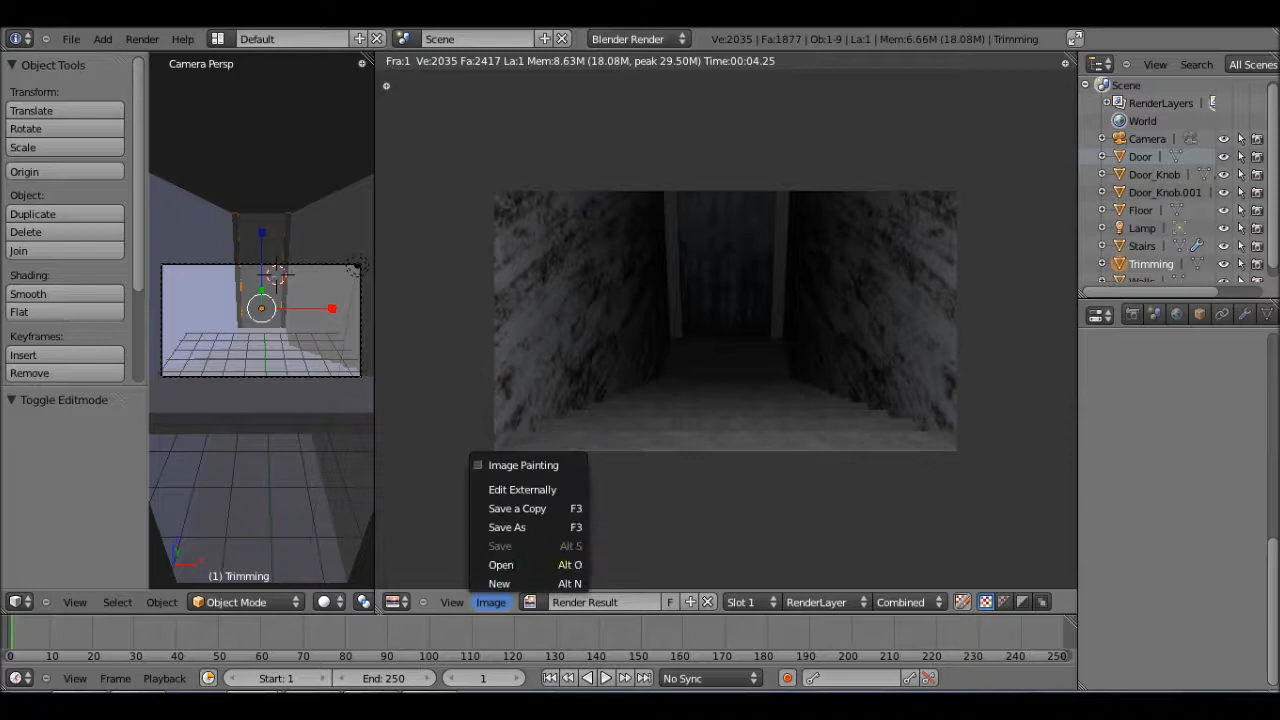 File Add Render Help Default Scene Blender Render Ve:2035 | Fa:1877 | Ob:1-9 | La:1 | Mem:6.66M (18.08M) | Trimming
Object Tools
Transform:
Translate
Rotate
Scale
Origin
Object:
Duplicate
Delete
Join
Shading:
Smooth
Flat
Keyframes:
Insert
Remove
Toggle Editmode
Camera Persp
(1) Trimming
View Select Object Object Mode
Fra:1 Ve:2035 Fa:2417 La:1 Mem:8.63M (18.08M, peak 29.50M) Time:00:04.25
Image Painting
Edit Externally
Save a Copy F3
Save As F3
Save Alt S
Open Alt O
New Alt N
View Image Render Result F Slot 1 RenderLayer Combined
View Search All Scenes
Scene
RenderLayers |
World
Camera |
Door |
Door_Knob |
Door_Knob.001
Floor |
Lamp |
Stairs |
Trimming
0 10 20 30 40 50 60 70 80 90 100 110 120 130 140 150 160 170 180 190 200 210 220 230 240 250
View Frame Playback Start: 1 End: 250 1 No Sync